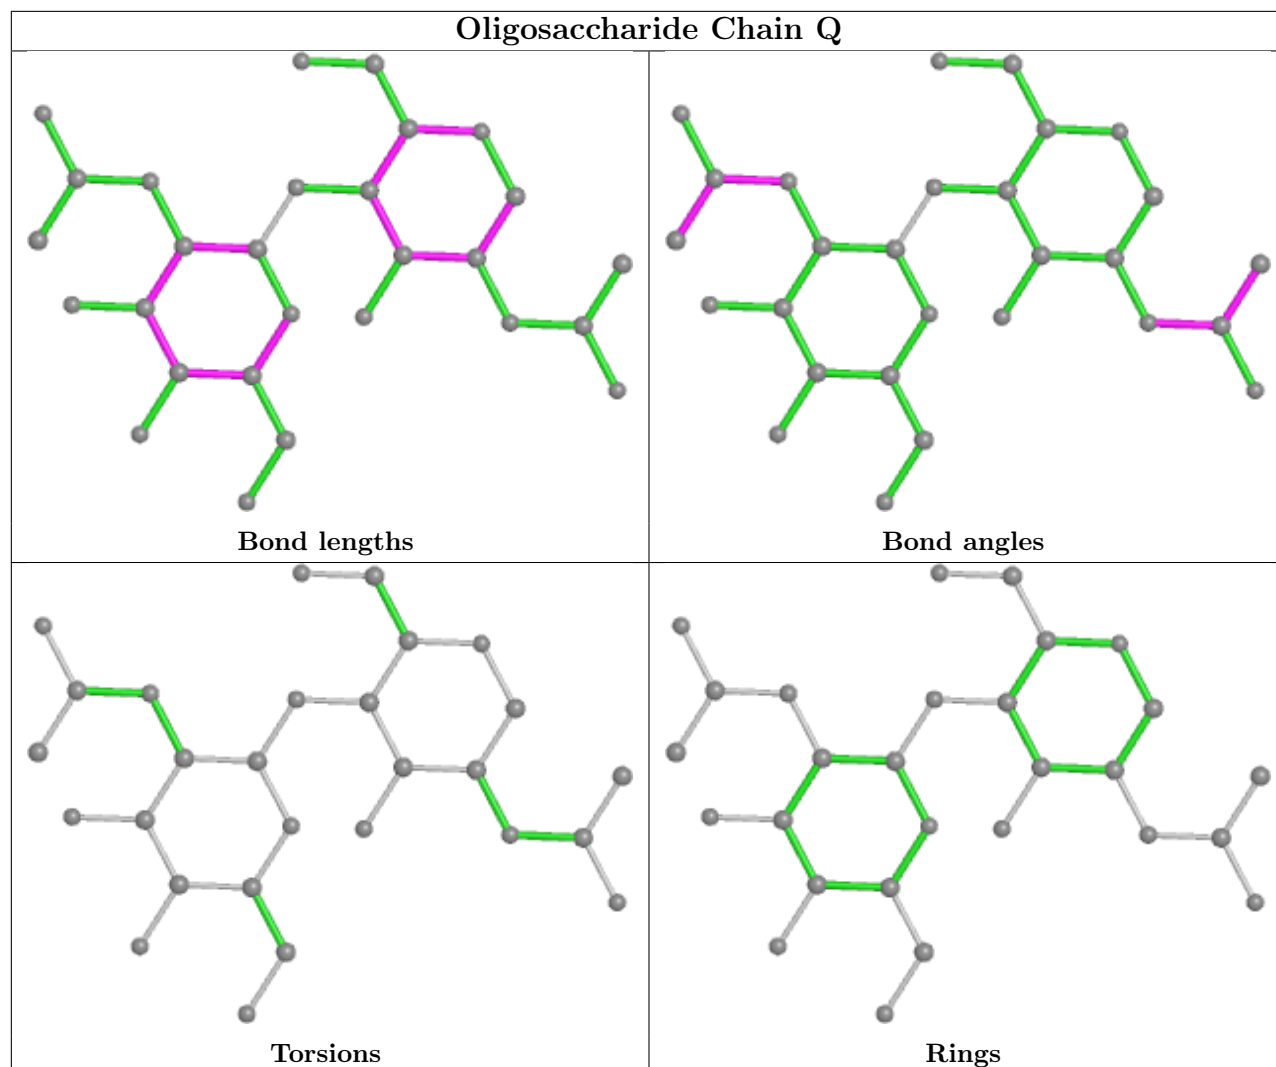 Oligosaccharide Chain Q
Bond lengths
Bond angles
Torsions
Rings